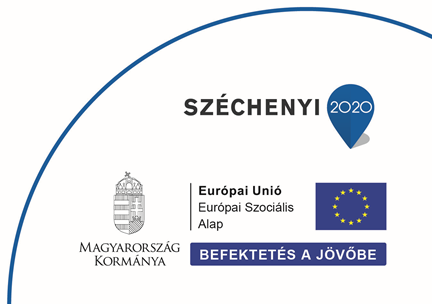 SZÉCHENYI 2020
Európai Unió
Európai Szociális
Alap
MAGYARORSZÁG
KORMÁNYA
BEFEKTETÉS A JÖVŐBE